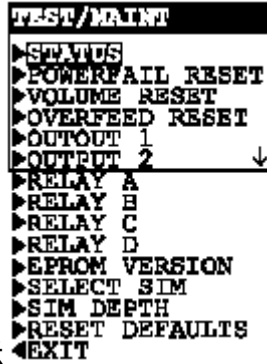 TEST/MAINT
▶STATUS
▶POWERFAIL RESET
▶VOLUME RESET
▶OVERFEED RESET
▶OUTOUT 1
▶OUTPUT 2 ↓
▶RELAY A
▶RELAY B
▶RELAY C
▶RELAY D
▶EPROM VERSION
▶SELECT SIM
▶SIM DEPTH
▶RESET DEFAULTS
◀EXIT